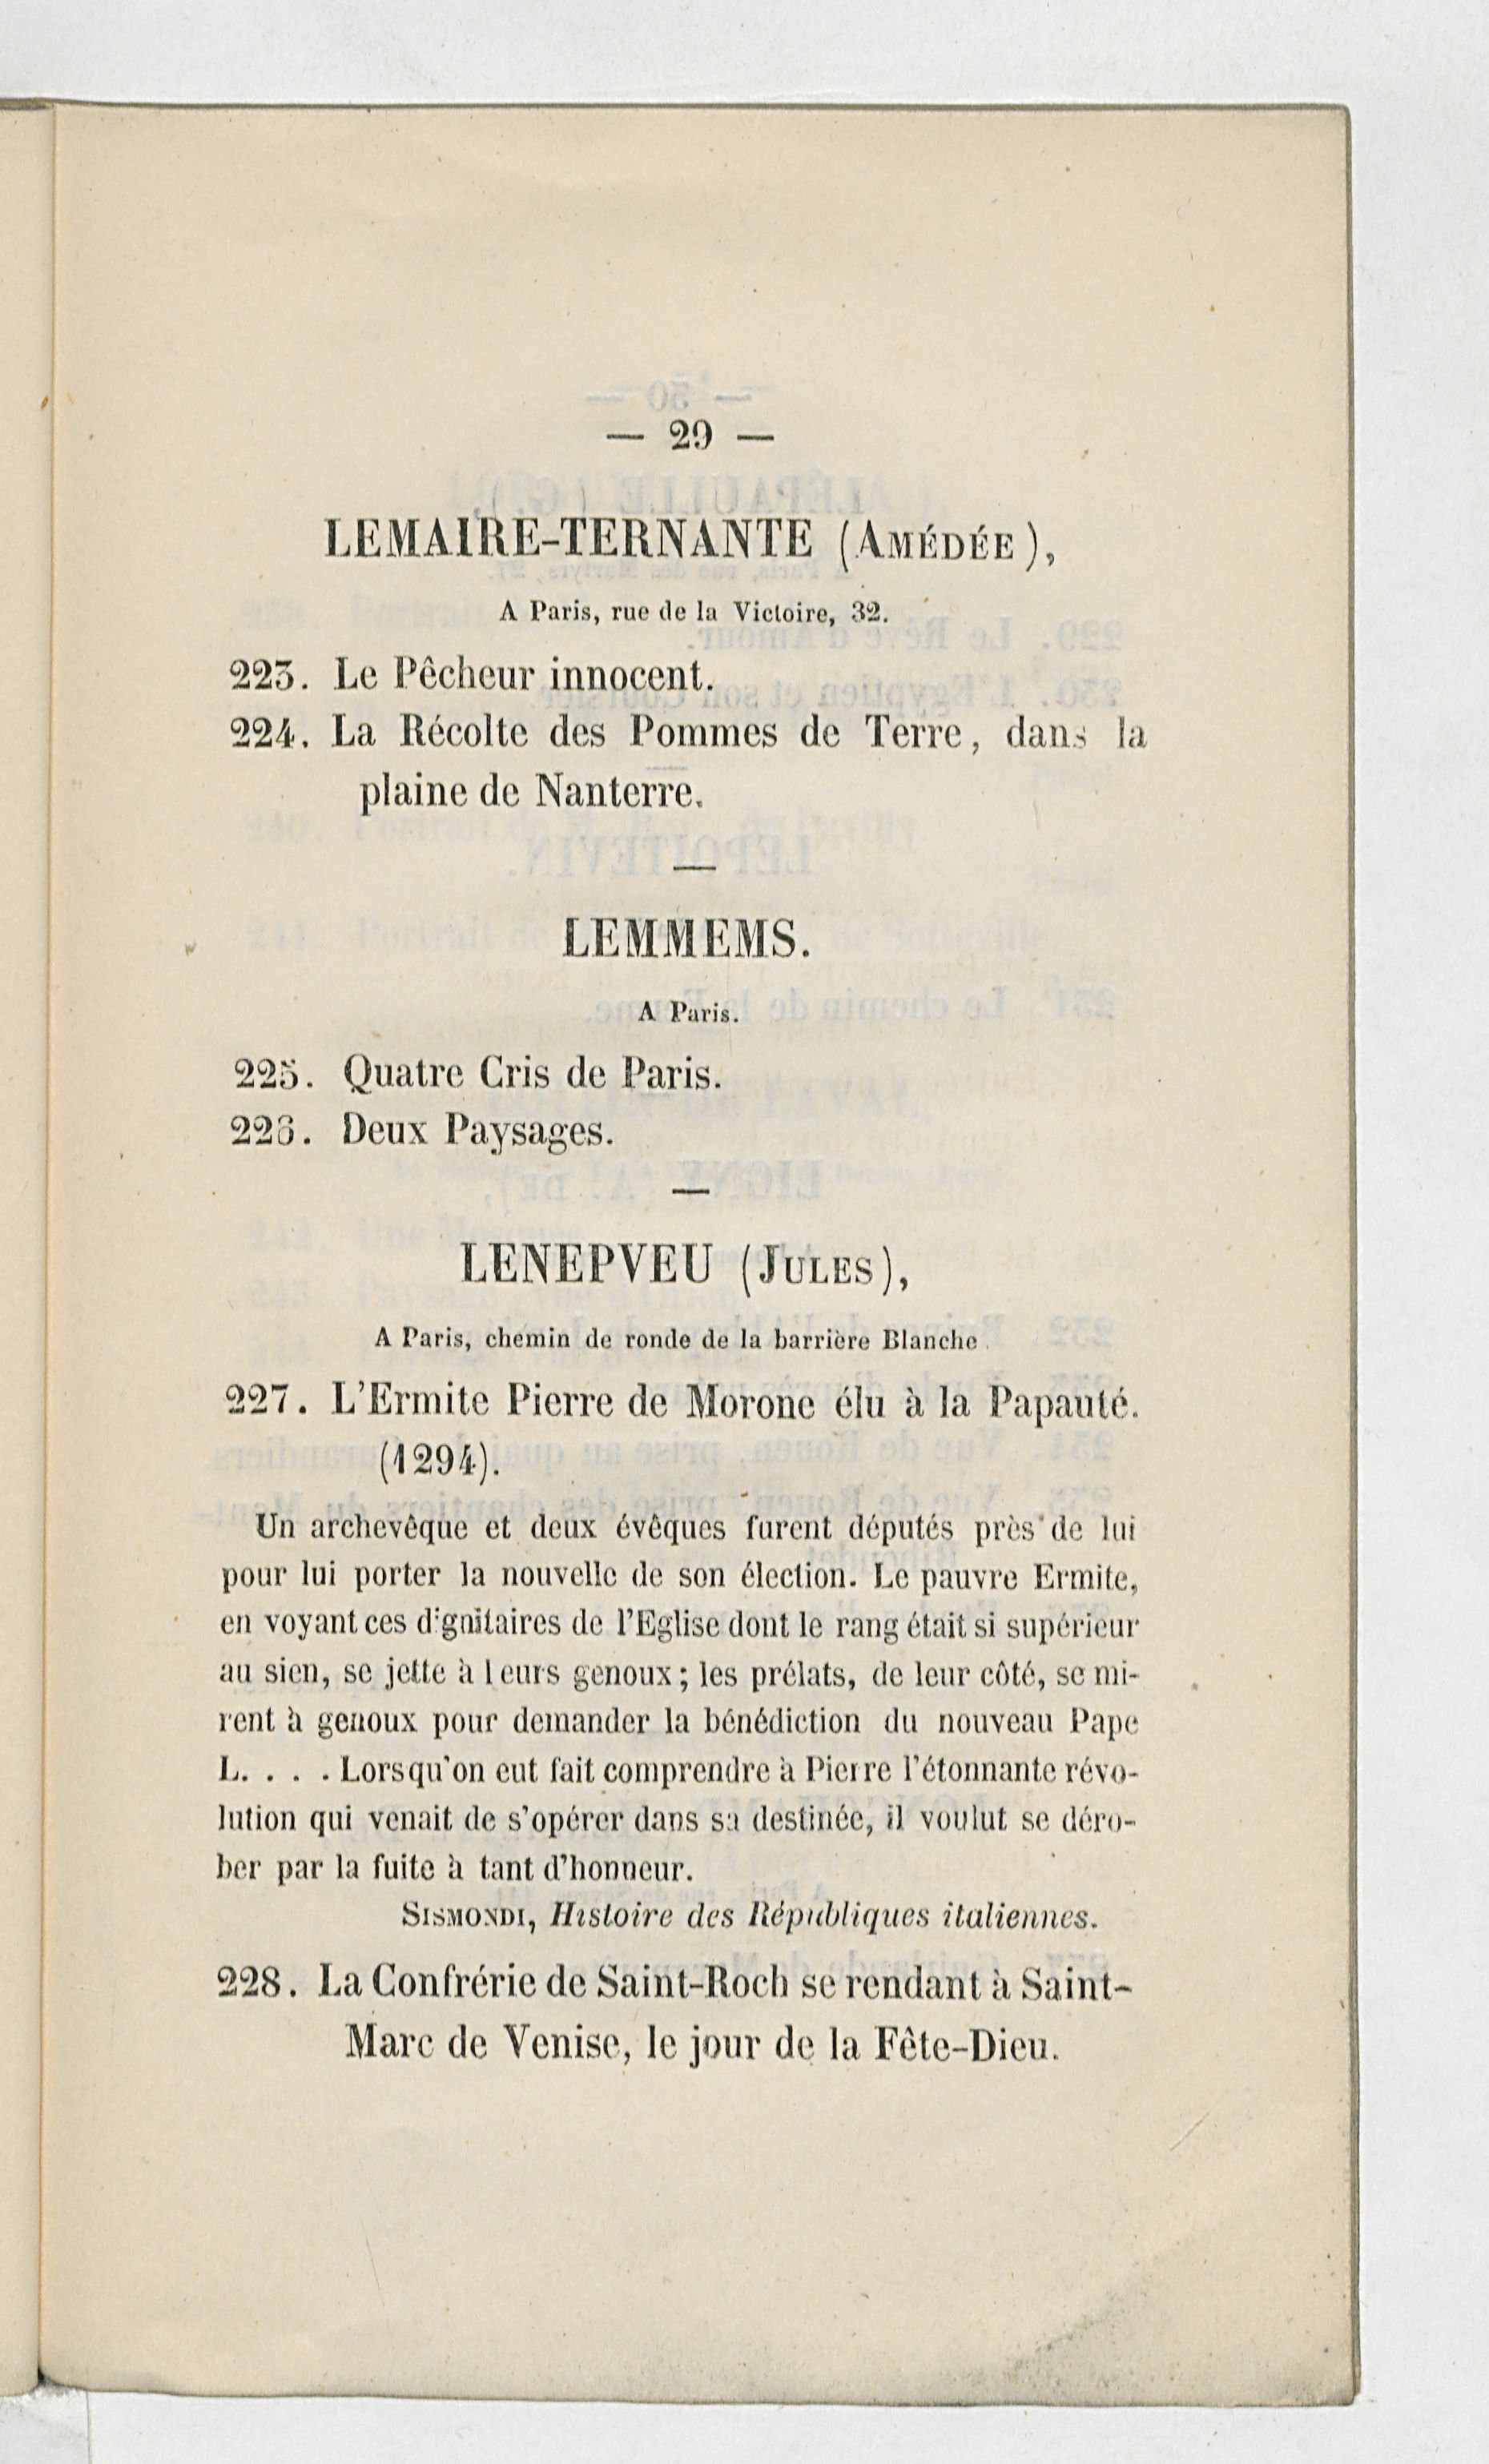 — 29 —
LEMAIRE-TERNANTE (AMÉDÉE),
A Paris, rue de la Victoire, 32.
223. Le Pêcheur innocent.
224. La Récolte des Pommes de Terre, dans la
plaine de Nanterre.
—
LEMMEMS.
A Paris.
225. Quatre Cris de Paris.
226. Deux Paysages.
—
LENEPVEU (JULES),
A Paris, chemin de ronde de la barrière Blanche.
227. L'Ermite Pierre de Morone élu à la Papauté.
(1294).
Un archevêque et deux évêques furent députés près de lui
pour lui porter la nouvelle de son élection. Le pauvre Ermite,
en voyant ces dignitaires de l'Eglise dont le rang était si supérieur
au sien, se jette à leurs genoux; les prélats, de leur côté, se mi-
rent à genoux pour demander la bénédiction du nouveau Pape
L. . . . Lorsqu'on eut fait comprendre à Pierre l'étonnante révo-
lution qui venait de s'opérer dans sa destinée, il voulut se déro-
ber par la fuite à tant d'honneur.
SISMONDI, Histoire des Républiques italiennes.
228. La Confrérie de Saint-Roch se rendant à Saint-
Marc de Venise, le jour de la Fête-Dieu.